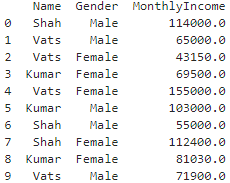 Name Gender MonthlyIncome
0 Shah Male 114000.0
1 Vats Male 65000.0
2 Vats Female 43150.0
3 Kumar Female 69500.0
4 Vats Female 155000.0
5 Kumar Male 103000.0
6 Shah Male 55000.0
7 Shah Female 112400.0
8 Kumar Female 81030.0
9 Vats Male 71900.0